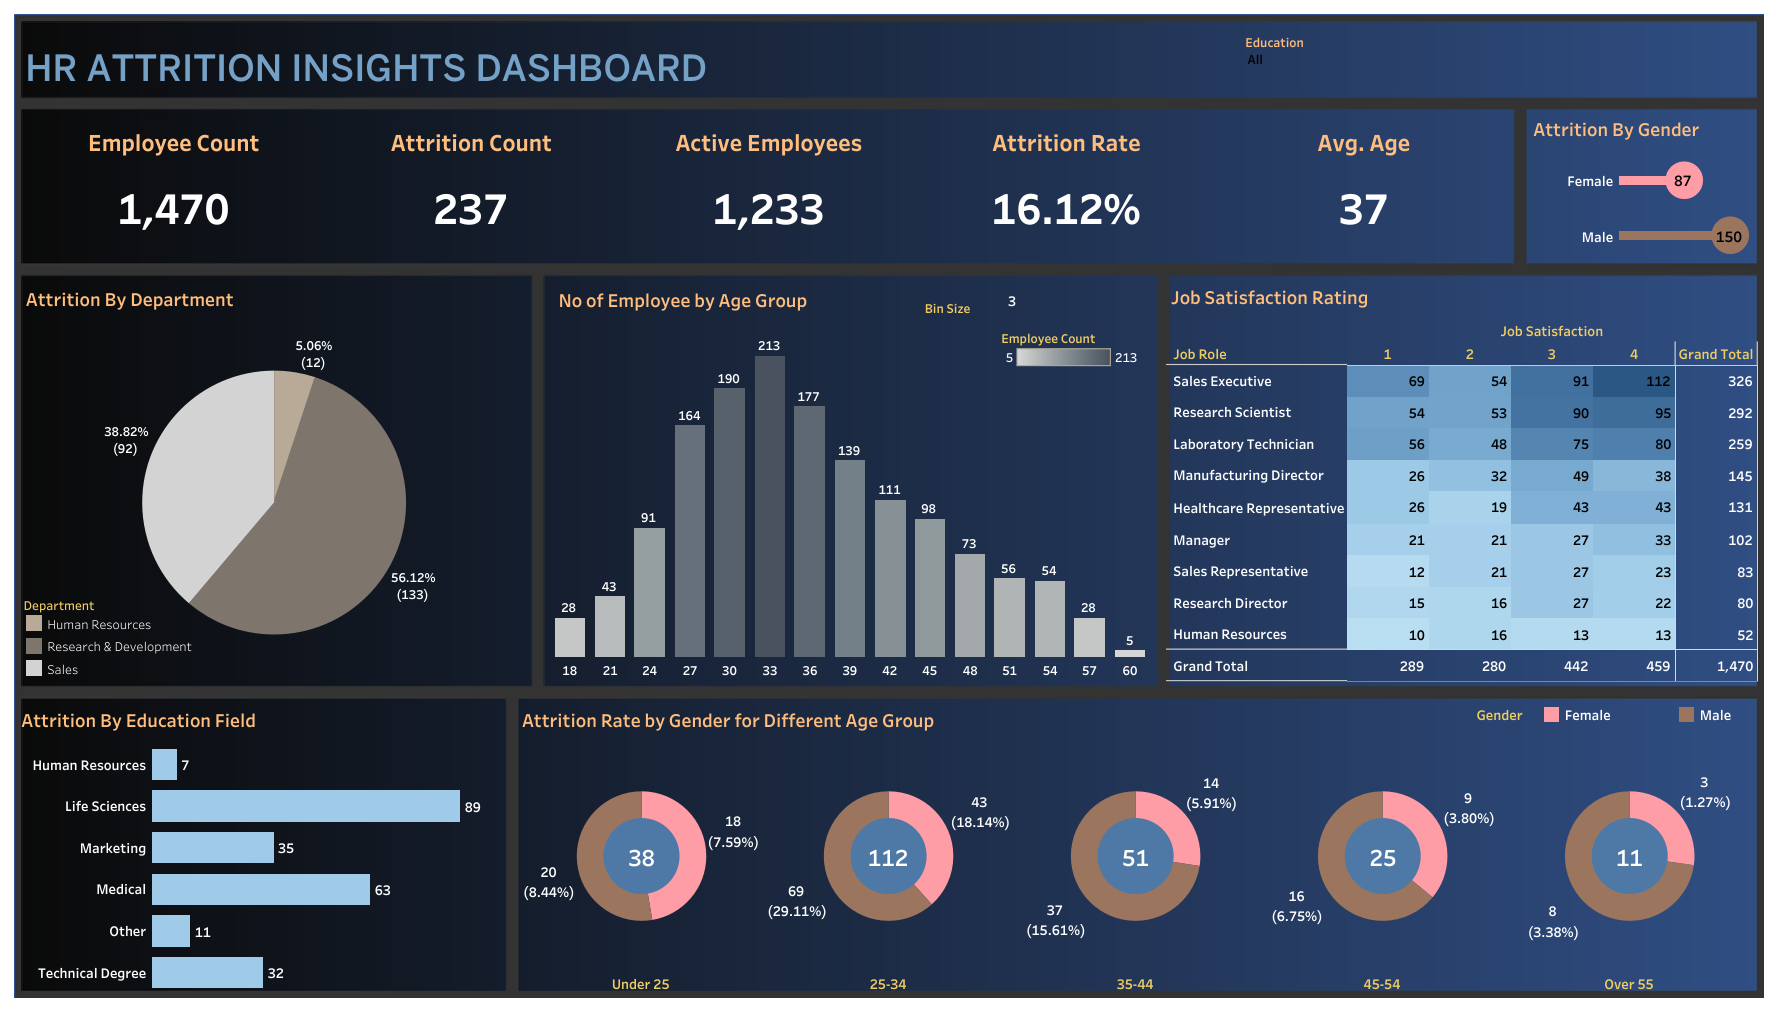 HR ATTRITION INSIGHTS DASHBOARD
Education
All
Employee Count
Attrition Count
Active Employees
Attrition Rate
Avg. Age
1,470
237
1,233
16.12%
37
Attrition By Gender
Female 87
Male 150
Attrition By Department
5.06%
(12)
38.82%
(92)
56.12%
(133)
Department
Human Resources
Research & Development
Sales
No of Employee by Age Group
Bin Size 3
Employee Count
5 213
28 43 91 164 190 213 177 139 111 98 73 56 54 28 5
18 21 24 27 30 33 36 39 42 45 48 51 54 57 60
Job Satisfaction Rating
Job Satisfaction
Job Role 1 2 3 4 Grand Total
Sales Executive 69 54 91 112 326
Research Scientist 54 53 90 95 292
Laboratory Technician 56 48 75 80 259
Manufacturing Director 26 32 49 38 145
Healthcare Representative 26 19 43 43 131
Manager 21 21 27 33 102
Sales Representative 12 21 27 23 83
Research Director 15 16 27 22 80
Human Resources 10 16 13 13 52
Grand Total 289 280 442 459 1,470
Attrition By Education Field
Human Resources 7
Life Sciences 89
Marketing 35
Medical 63
Other 11
Technical Degree 32
Attrition Rate by Gender for Different Age Group
Gender Female Male
18
(7.59%)
38
20
(8.44%)
Under 25
43
(18.14%)
112
69
(29.11%)
25-34
14
(5.91%)
51
37
(15.61%)
35-44
9
(3.80%)
25
16
(6.75%)
45-54
3
(1.27%)
11
8
(3.38%)
Over 55